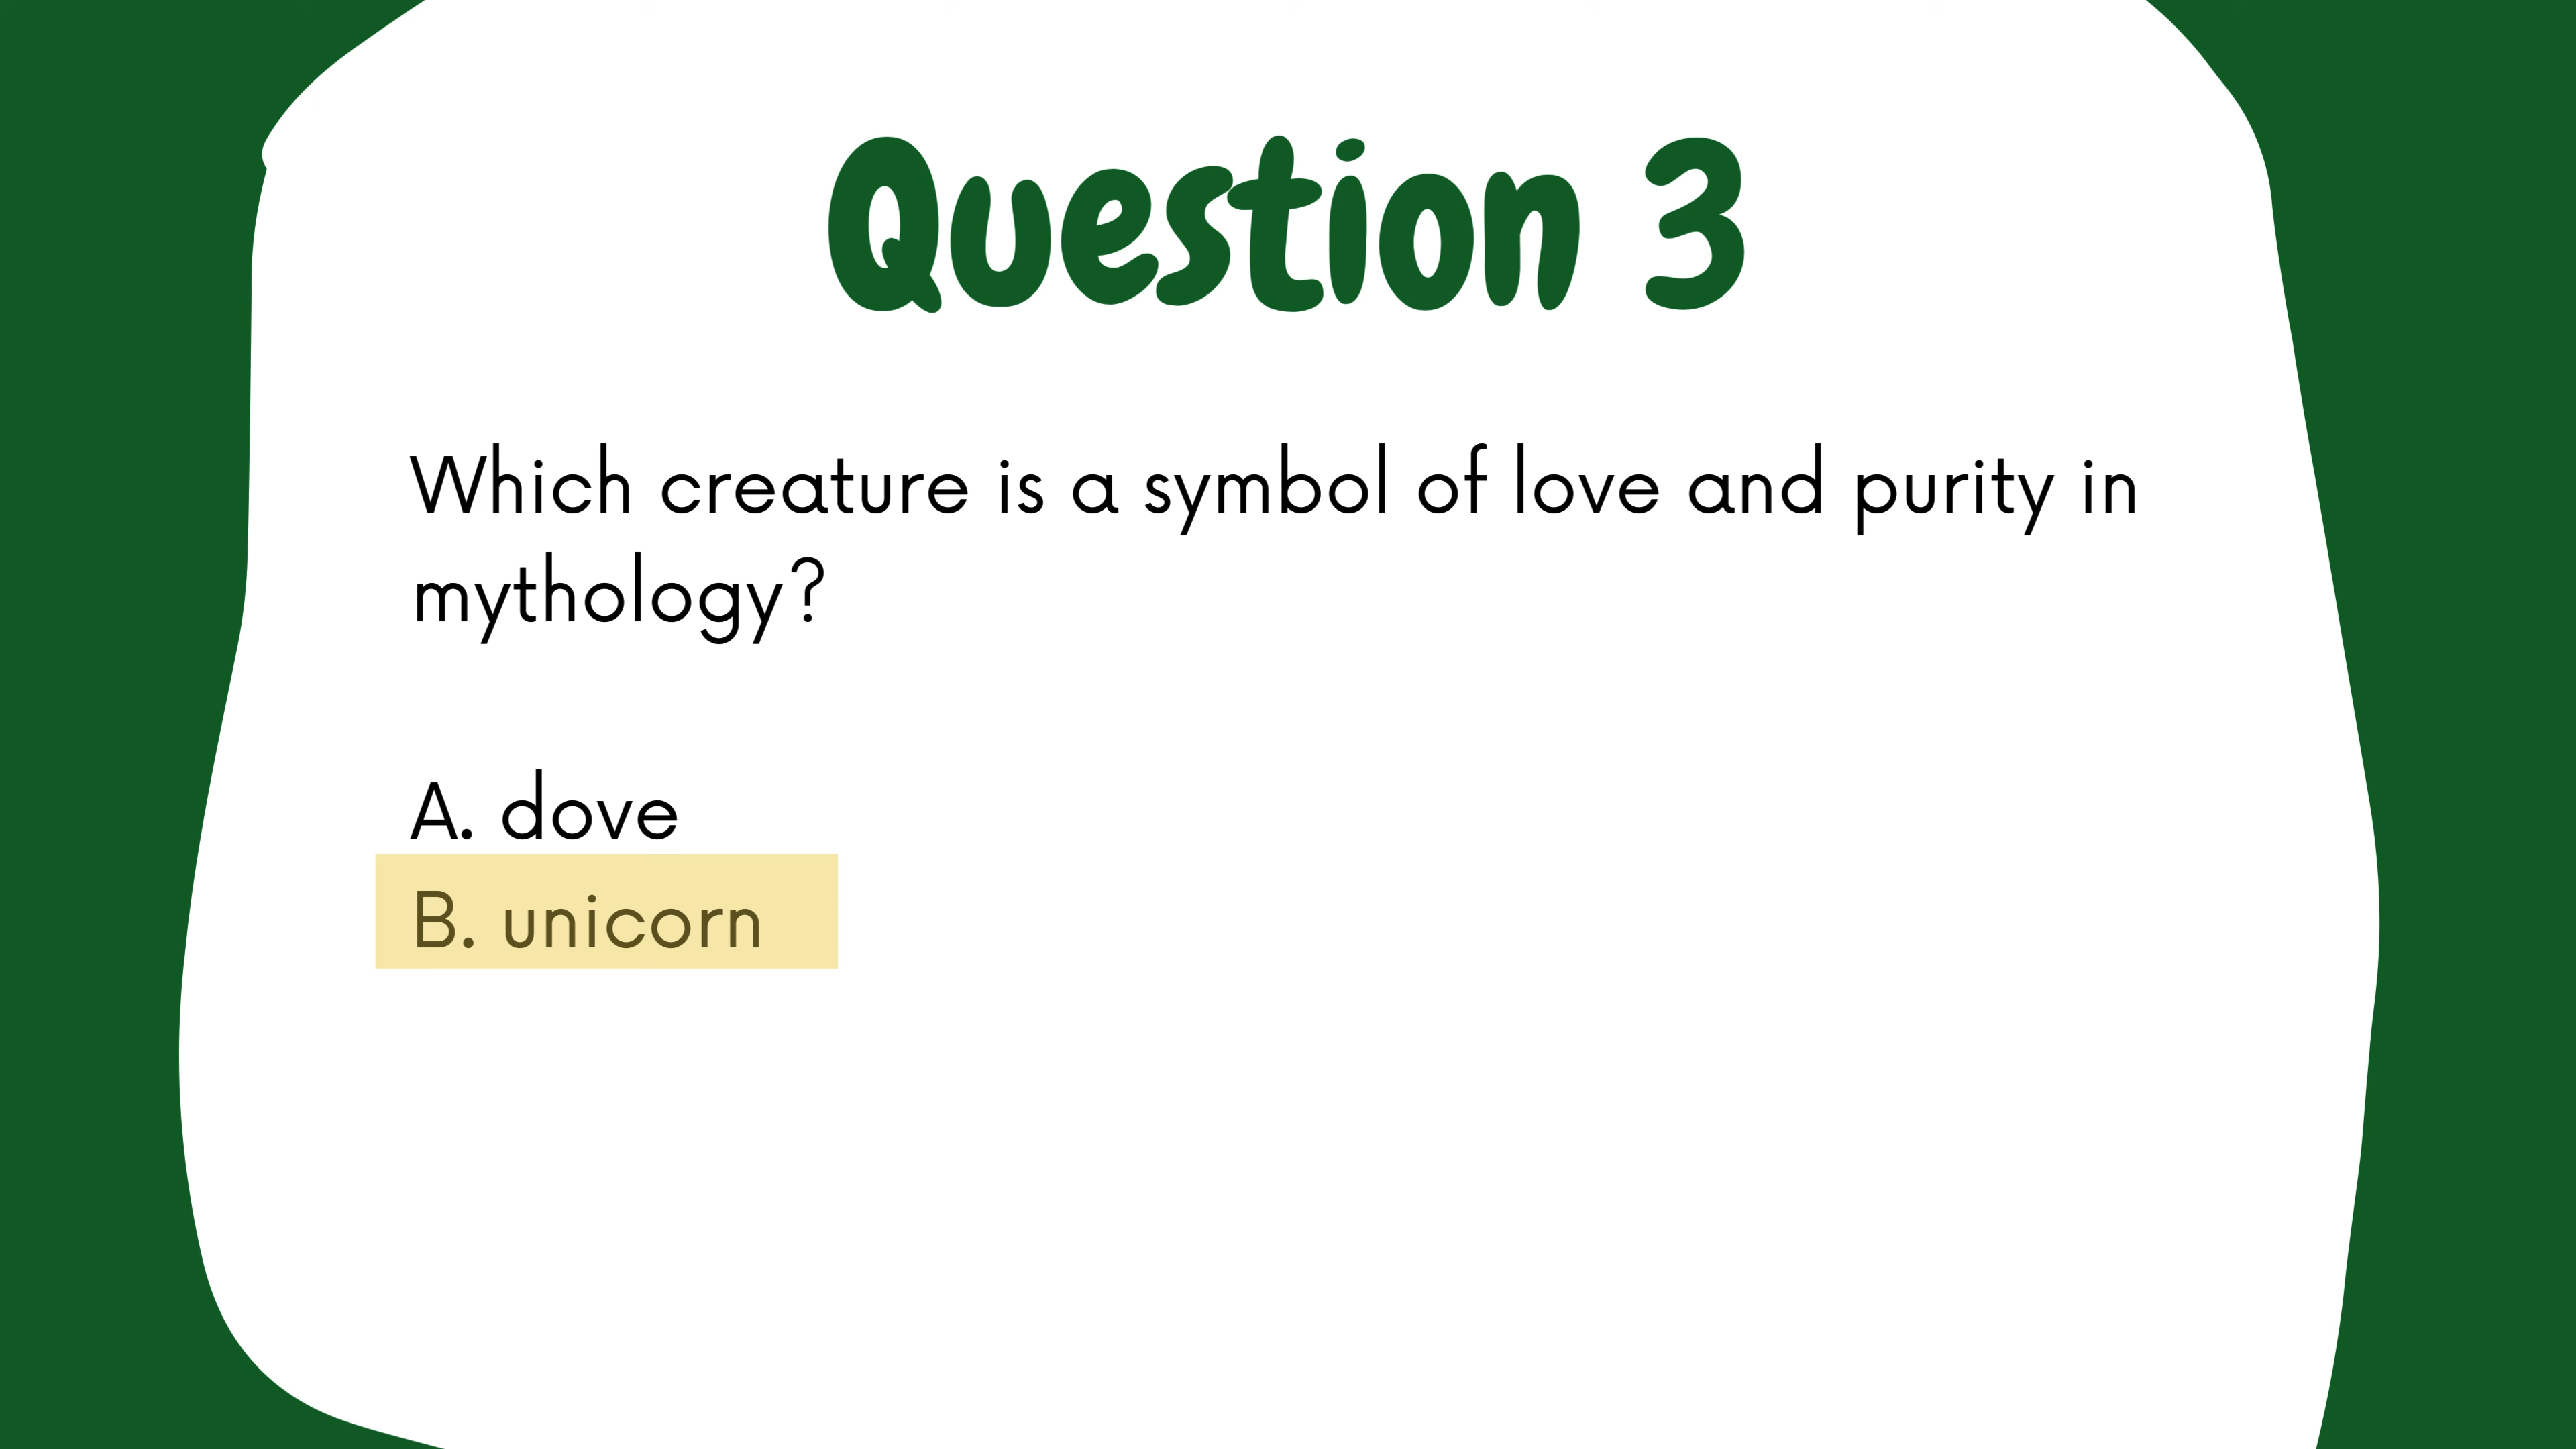 Question 3
Which creature is a symbol of love and purity in
mythology?
A. dove
B. unicorn